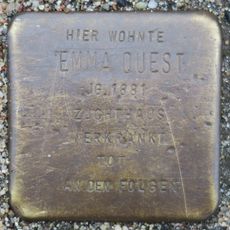 HIER WOHNTE
EMMA QUEST
JG. 1881
ZUCHTHAUS
VERKRANKT
TOT
AN DEN FOLGEN